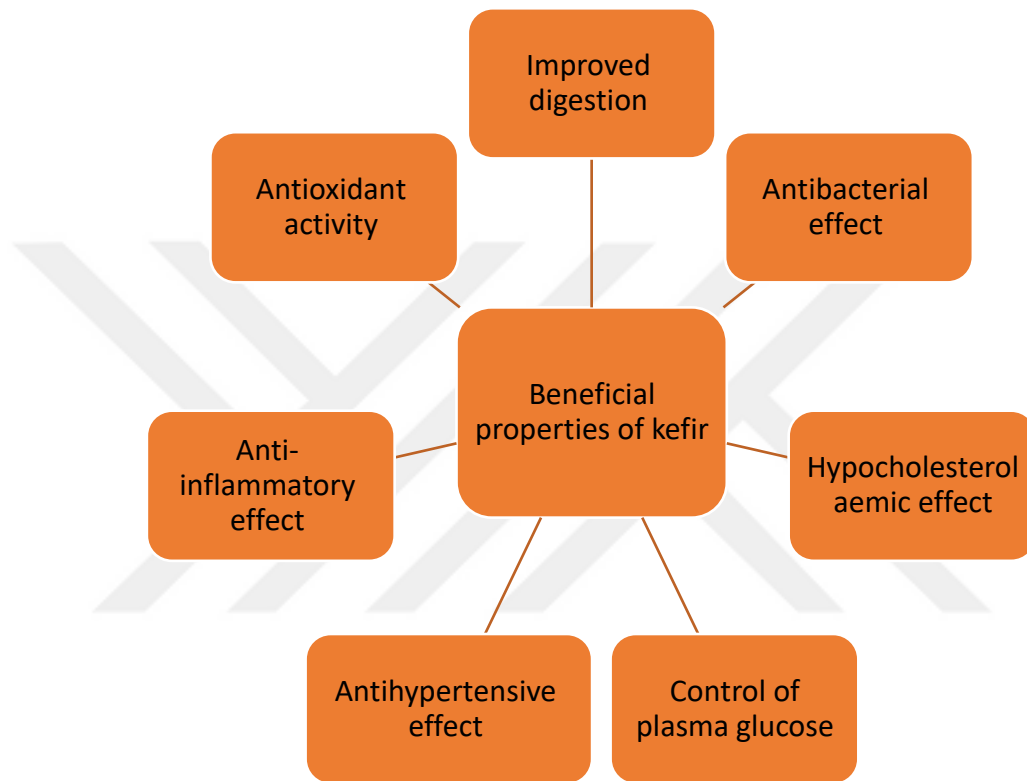 Improved
digestion
Antibacterial
effect
Hypocholesterol
aemic effect
Control of
plasma glucose
Antihypertensive
effect
Anti-
inflammatory
effect
Antioxidant
activity
Beneficial
properties of kefir